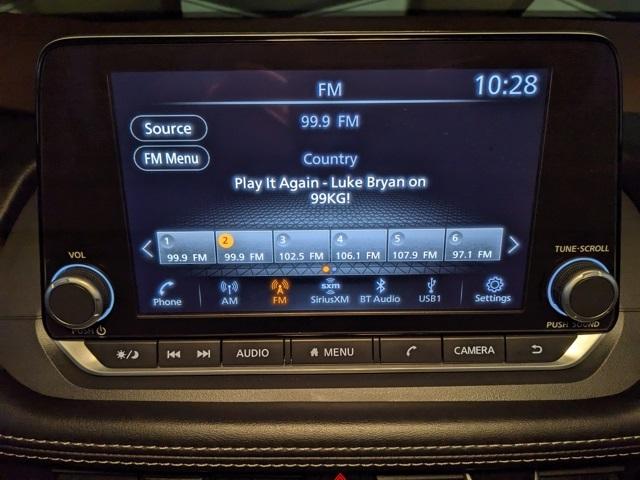 FM 10:28
Source
99.9 FM
FM Menu
Country
Play It Again - Luke Bryan on
99KG!
1 2 3 4 5 6
99.9 FM 99.9 FM 102.5 FM 106.1 FM 107.9 FM 97.1 FM
Phone AM FM sxm SiriusXM BT Audio USB1 Settings
VOL
PUSH
TUNE·SCROLL
PUSH SOUND
AUDIO MENU CAMERA